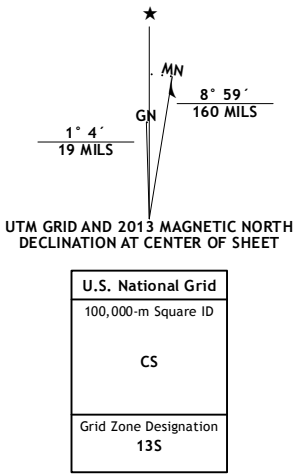 ★
MN
8° 59´
160 MILS
GN
1° 4´
19 MILS
UTM GRID AND 2013 MAGNETIC NORTH
DECLINATION AT CENTER OF SHEET
U.S. National Grid
100,000-m Square ID
CS
Grid Zone Designation
13S